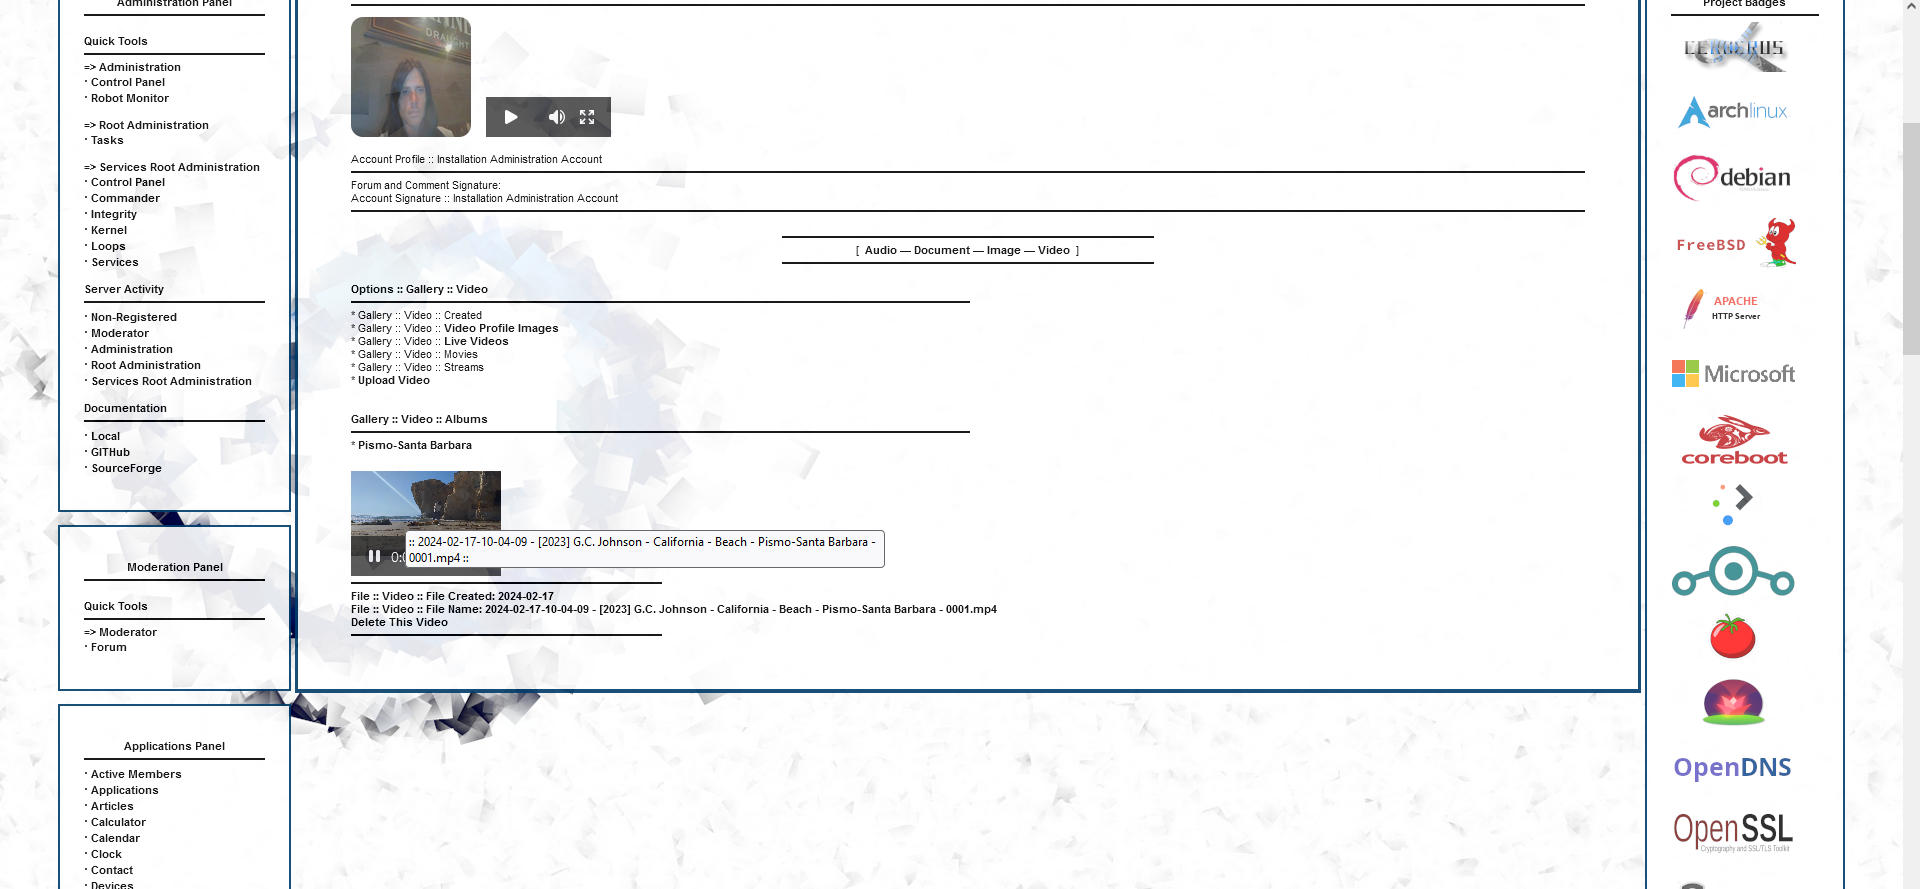 Administration Panel
Quick Tools
=> Administration
· Control Panel
· Robot Monitor
=> Root Administration
· Tasks
=> Services Root Administration
· Control Panel
· Commander
· Integrity
· Kernel
· Loops
· Services
Server Activity
· Non-Registered
· Moderator
· Administration
· Root Administration
· Services Root Administration
Documentation
· Local
· GITHub
· SourceForge
Moderation Panel
Quick Tools
=> Moderator
· Forum
Applications Panel
· Active Members
· Applications
· Articles
· Calculator
· Calendar
· Clock
· Contact
· Devices
DRAUGHT
Account Profile :: Installation Administration Account
Forum and Comment Signature:
Account Signature :: Installation Administration Account
[ Audio — Document — Image — Video ]
Options :: Gallery :: Video
* Gallery :: Video :: Created
* Gallery :: Video :: Video Profile Images
* Gallery :: Video :: Live Videos
* Gallery :: Video :: Movies
* Gallery :: Video :: Streams
* Upload Video
Gallery :: Video :: Albums
* Pismo-Santa Barbara
:: 2024-02-17-10-04-09 - [2023] G.C. Johnson - California - Beach - Pismo-Santa Barbara -
0001.mp4 ::
File :: Video :: File Created: 2024-02-17
File :: Video :: File Name: 2024-02-17-10-04-09 - [2023] G.C. Johnson - California - Beach - Pismo-Santa Barbara - 0001.mp4
Delete This Video
Project Badges
CERBERUS
archlinux
debian
FreeBSD
APACHE
HTTP Server
Microsoft
coreboot
OpenDNS
OpenSSL
Cryptography and SSL/TLS Toolkit